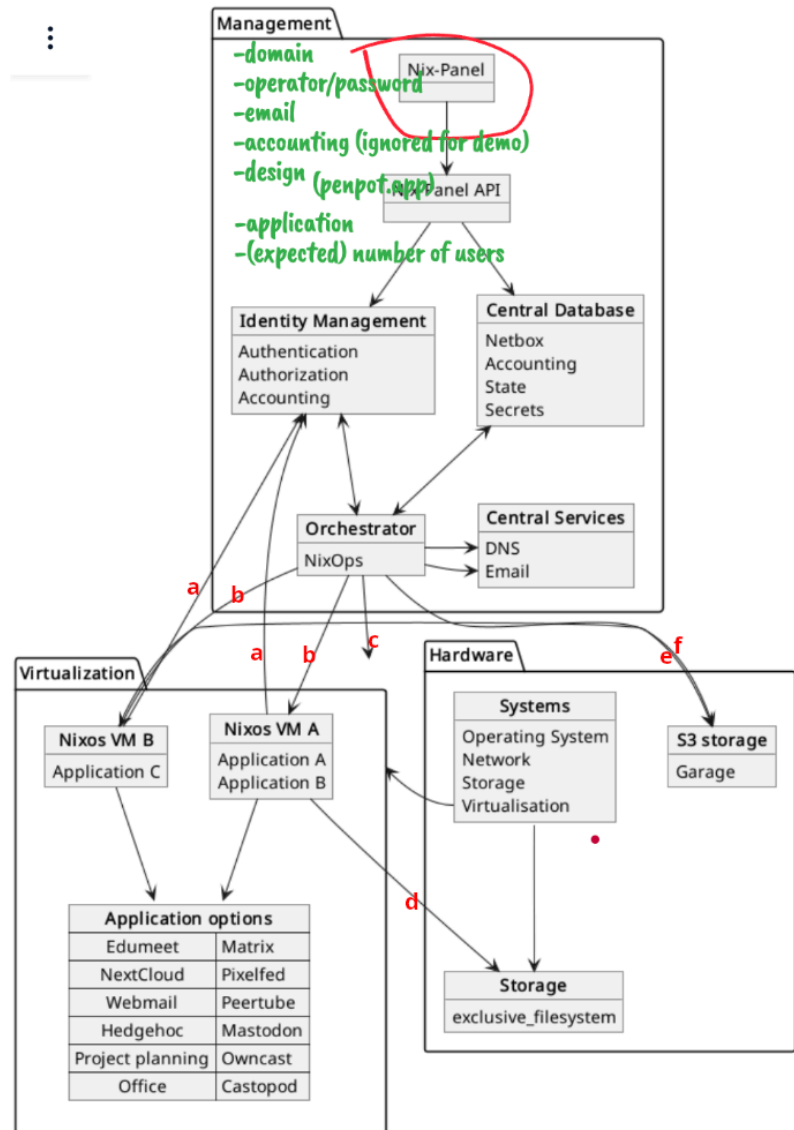 Management
-domain
Nix-Panel
-operator/password
-email
-accounting (ignored for demo)
-design (penpot.app)
Nix-Panel API
-application
-(expected) number of users
Identity Management
Authentication
Authorization
Accounting
Central Database
Netbox
Accounting
State
Secrets
Orchestrator
NixOps
Central Services
DNS
Email
a
b
a
b
c
e
f
d
Virtualization
Nixos VM B
Application C
Nixos VM A
Application A
Application B
Application options
Edumeet Matrix
NextCloud Pixelfed
Webmail Peertube
Hedgehoc Mastodon
Project planning Owncast
Office Castopod
Hardware
Systems
Operating System
Network
Storage
Virtualisation
S3 storage
Garage
Storage
exclusive_filesystem